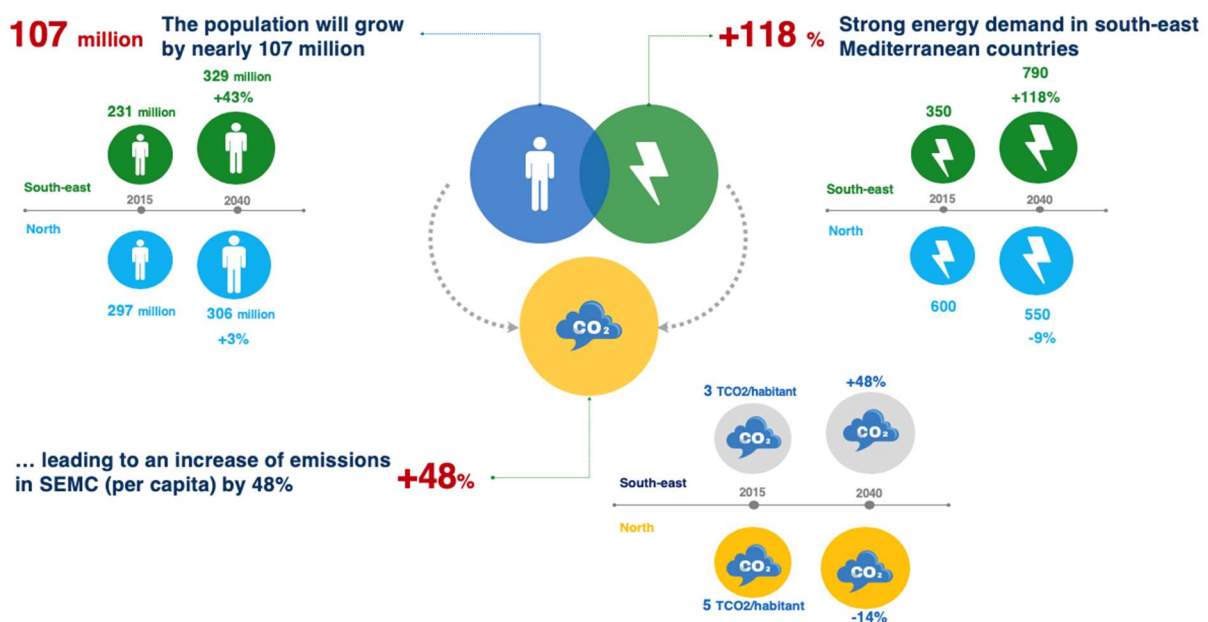 107 million
The population will grow
by nearly 107 million
329 million
+43%
231 million
South-east
2015
2040
North
297 million
306 million
+3%
+118 %
Strong energy demand in south-east
Mediterranean countries
790
+118%
350
South-east
2015
2040
North
600
550
-9%
CO2
... leading to an increase of emissions
in SEMC (per capita) by 48%
+48%
3 TCO2/habitant
+48%
CO2
CO2
South-east
2015
2040
North
CO2
CO2
5 TCO2/habitant
-14%